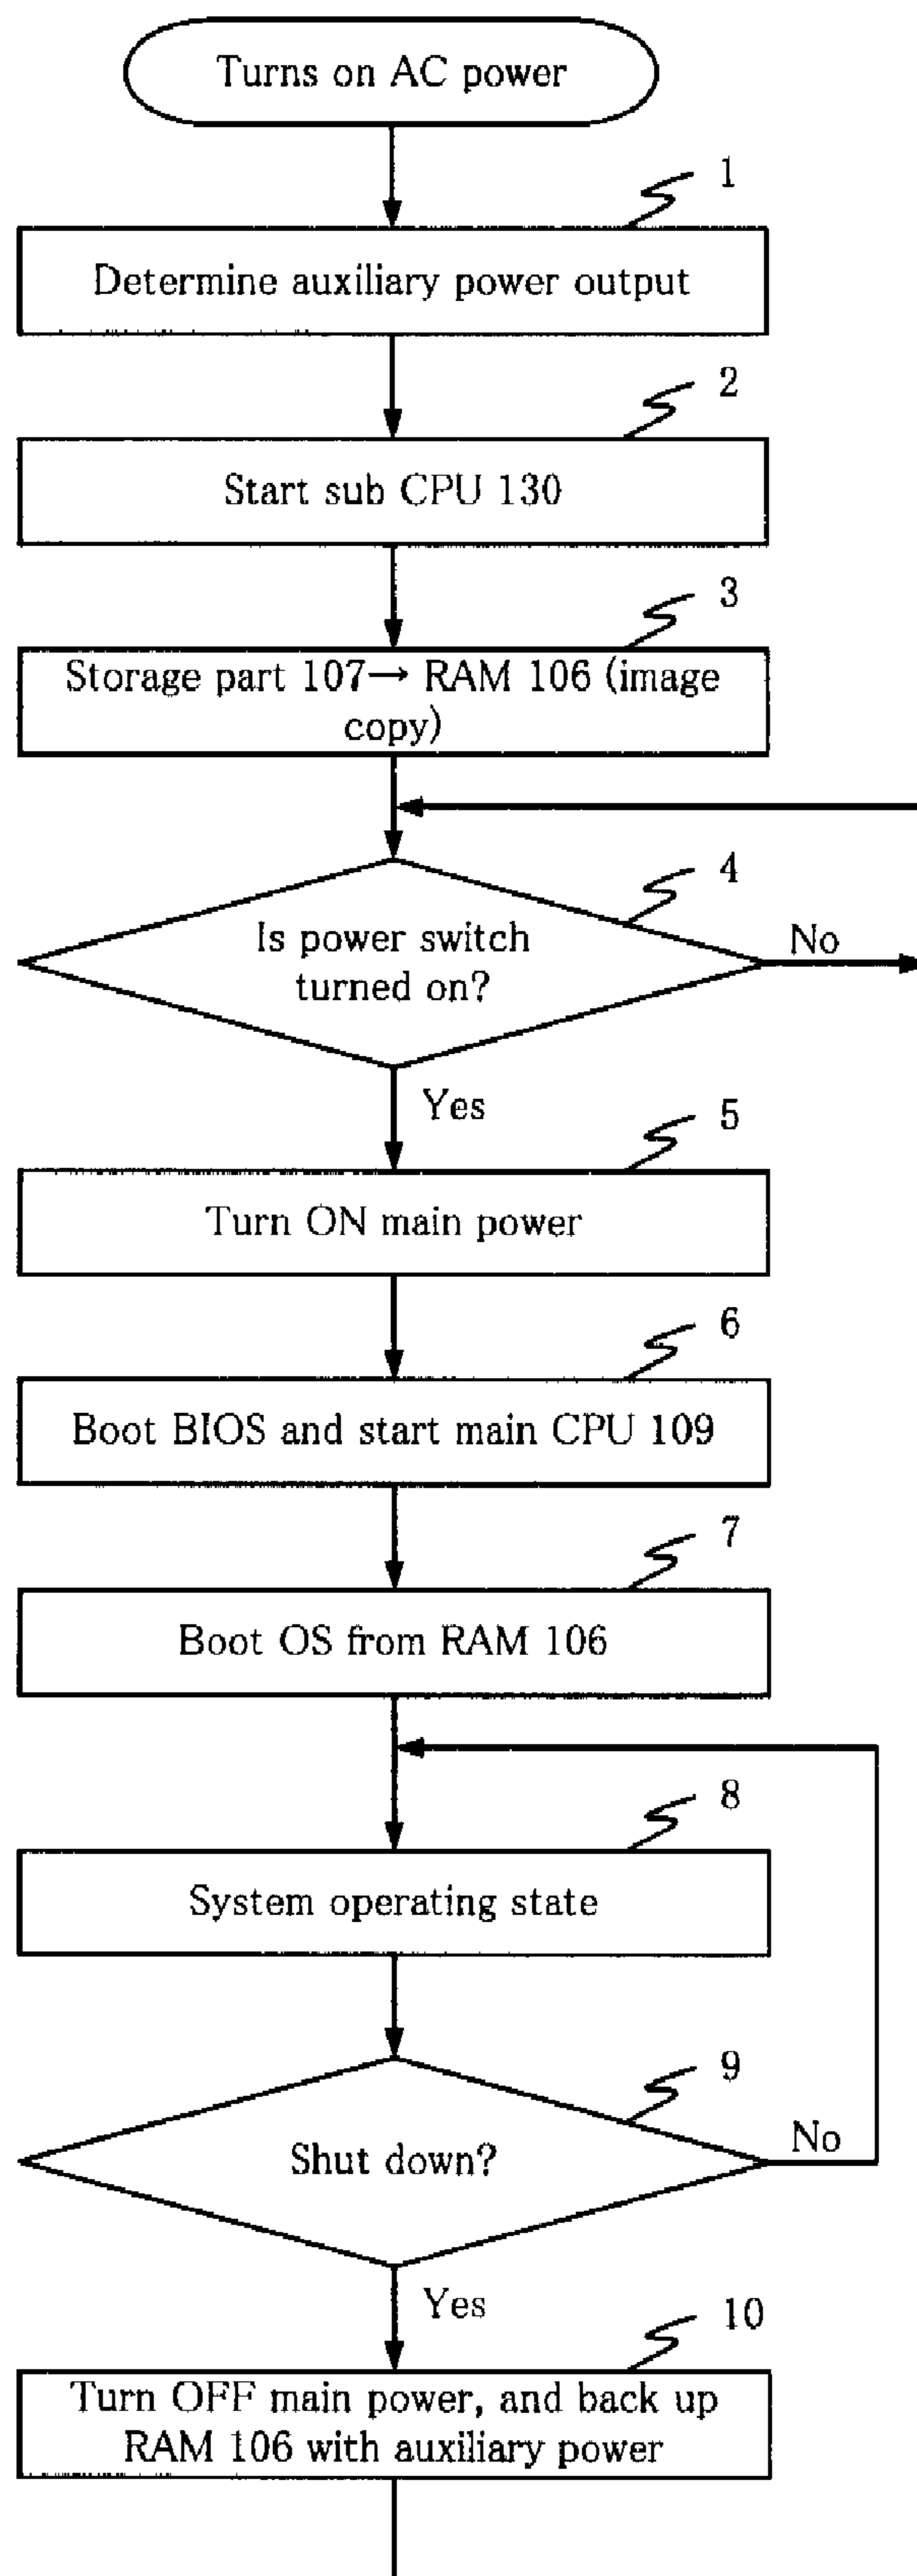 Turns on AC power
1
Determine auxiliary power output
2
Start sub CPU 130
3
Storage part 107→ RAM 106 (image
copy)
4
Is power switch
turned on?
No
Yes
5
Turn ON main power
6
Boot BIOS and start main CPU 109
7
Boot OS from RAM 106
8
System operating state
9
Shut down?
No
Yes
10
Turn OFF main power, and back up
RAM 106 with auxiliary power